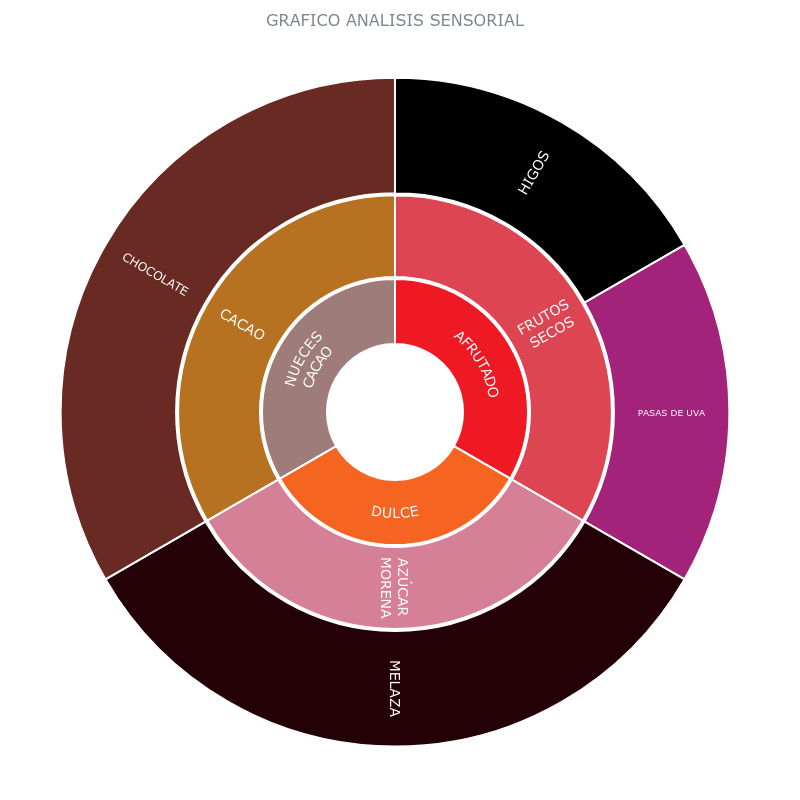 GRAFICO ANALISIS SENSORIAL
HIGOS
CHOCOLATE
CACAO
FRUTOS
SECOS
NUECES
CACAO
AFRUTADO
PASAS DE UVA
DULCE
AZÚCAR
MORENA
MELAZA